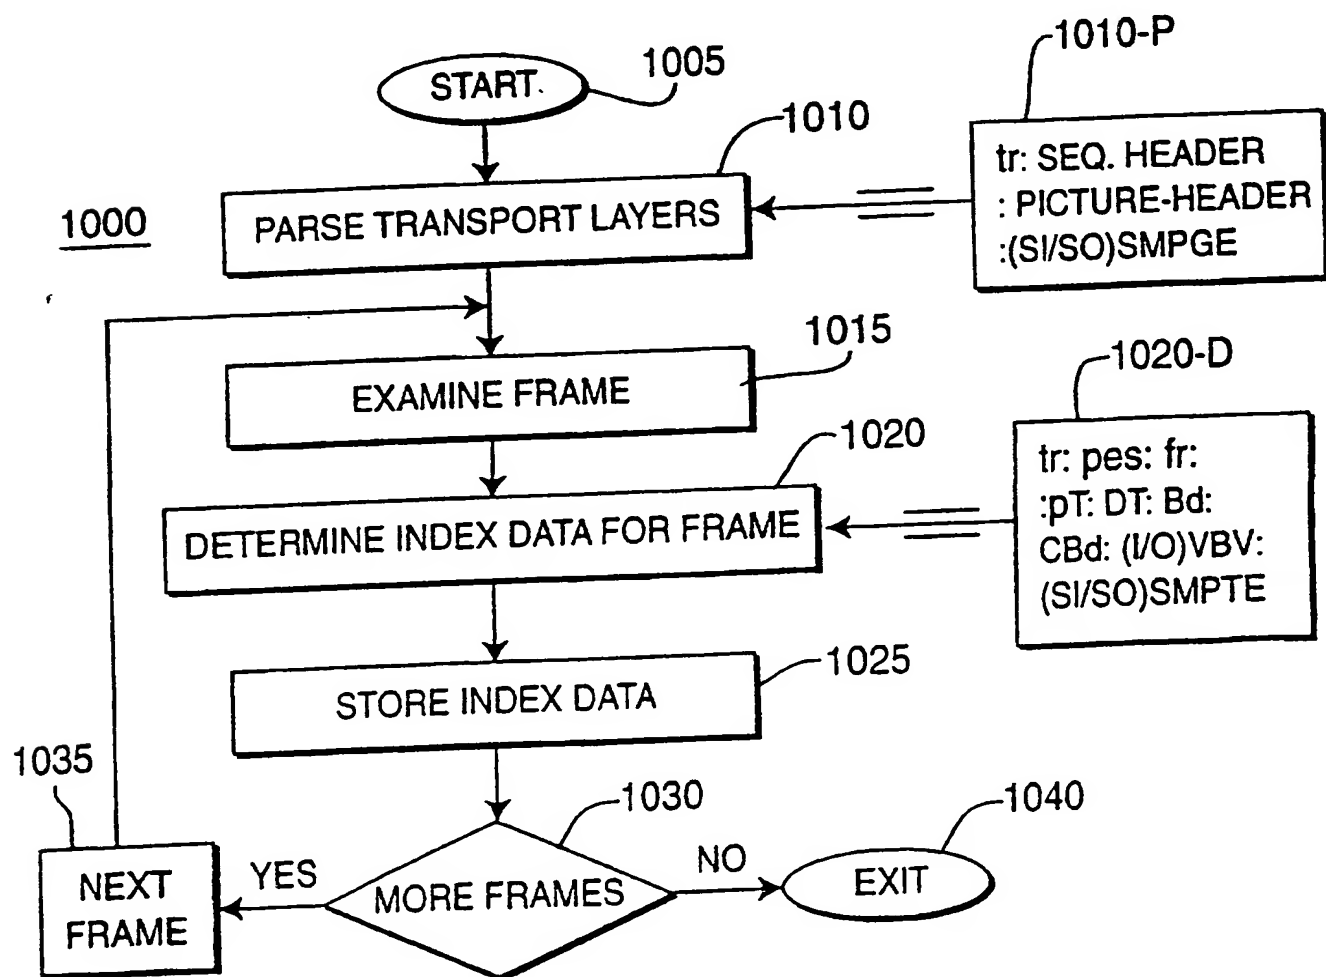 START.
1005
1010-P
1010
tr: SEQ. HEADER
: PICTURE-HEADER
:(SI/SO)SMPGE
1000
PARSE TRANSPORT LAYERS
1015
EXAMINE FRAME
1020-D
1020
tr: pes: fr:
:pT: DT: Bd:
CBd: (I/O)VBV:
(SI/SO)SMPTE
DETERMINE INDEX DATA FOR FRAME
1025
STORE INDEX DATA
1035
1030
1040
NEXT
FRAME
YES
MORE FRAMES
NO
EXIT